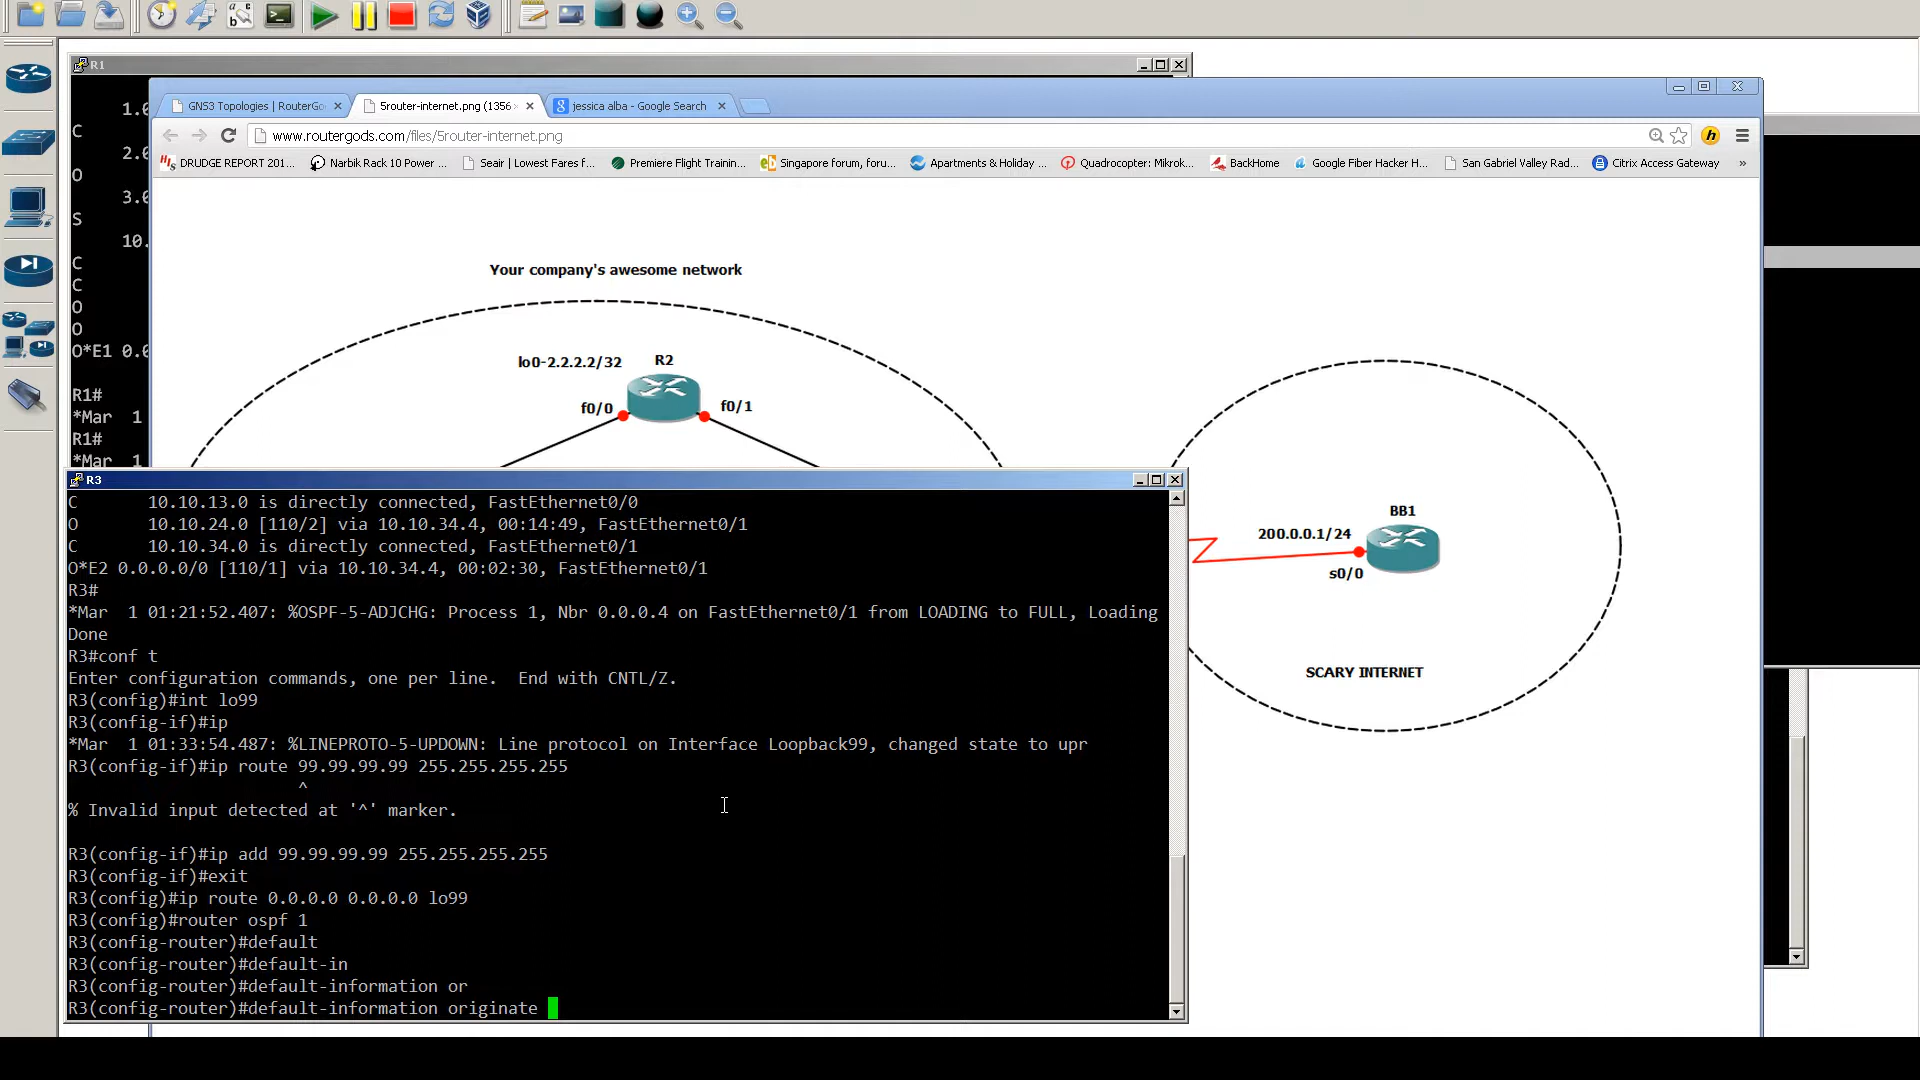 R1
GNS3 Topologies | RouterGo
5router-internet.png (1356
jessica alba - Google Search
www.routergods.com/files/5router-internet.png
DRUDGE REPORT 201...
Narbik Rack 10 Power ...
Seair | Lowest Fares f...
Premiere Flight Trainin...
Singapore forum, foru...
Apartments & Holiday ...
Quadrocopter: Mikrok...
BackHome
Google Fiber Hacker H...
San Gabriel Valley Rad...
Citrix Access Gateway
»
1.0
C
2.0
O
3.0
S
10.
C
C
O
O
O*E1 0.0
R1#
*Mar  1
R1#
*Mar  1
Your company's awesome network
lo0-2.2.2.2/32
R2
f0/0
f0/1
BB1
200.0.0.1/24
s0/0
SCARY INTERNET
R3
C       10.10.13.0 is directly connected, FastEthernet0/0
O       10.10.24.0 [110/2] via 10.10.34.4, 00:14:49, FastEthernet0/1
C       10.10.34.0 is directly connected, FastEthernet0/1
O*E2 0.0.0.0/0 [110/1] via 10.10.34.4, 00:02:30, FastEthernet0/1
R3#
*Mar  1 01:21:52.407: %OSPF-5-ADJCHG: Process 1, Nbr 0.0.0.4 on FastEthernet0/1 from LOADING to FULL, Loading
Done
R3#conf t
Enter configuration commands, one per line.  End with CNTL/Z.
R3(config)#int lo99
R3(config-if)#ip
*Mar  1 01:33:54.487: %LINEPROTO-5-UPDOWN: Line protocol on Interface Loopback99, changed state to upr
R3(config-if)#ip route 99.99.99.99 255.255.255.255
^
% Invalid input detected at '^' marker.
R3(config-if)#ip add 99.99.99.99 255.255.255.255
R3(config-if)#exit
R3(config)#ip route 0.0.0.0 0.0.0.0 lo99
R3(config)#router ospf 1
R3(config-router)#default
R3(config-router)#default-in
R3(config-router)#default-information or
R3(config-router)#default-information originate